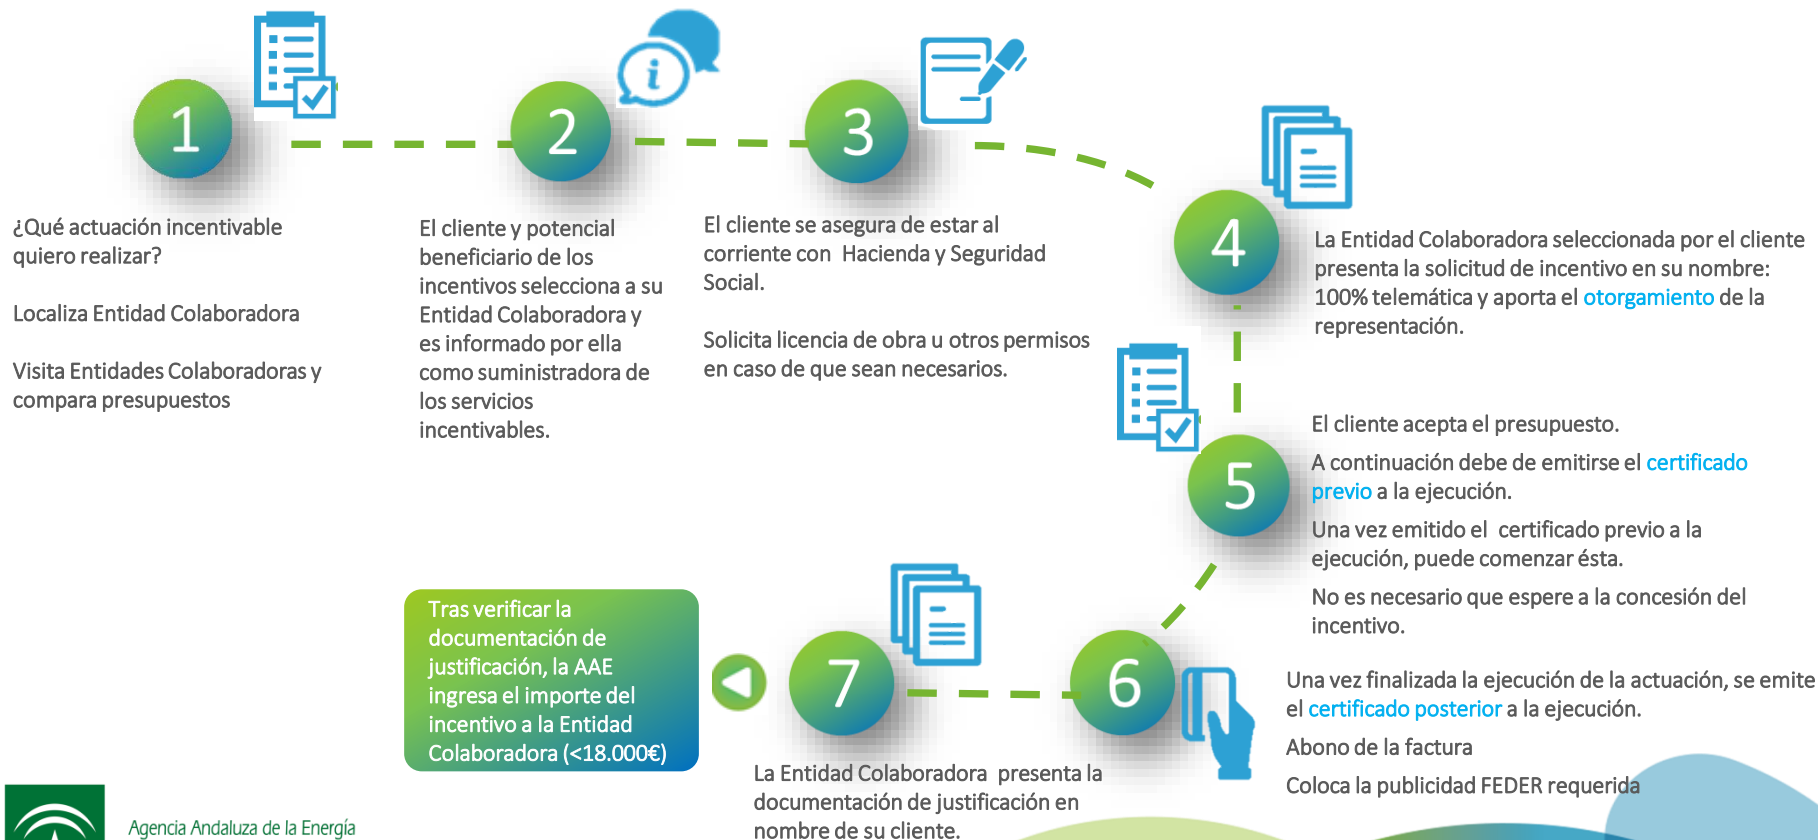 1
¿Qué actuación incentivable
quiero realizar?
Localiza Entidad Colaboradora
Visita Entidades Colaboradoras y
compara presupuestos
2
i
El cliente y potencial
beneficiario de los
incentivos selecciona a su
Entidad Colaboradora y
es informado por ella
como suministradora de
los servicios
incentivables.
3
El cliente se asegura de estar al
corriente con Hacienda y Seguridad
Social.
Solicita licencia de obra u otros permisos
en caso de que sean necesarios.
4
La Entidad Colaboradora seleccionada por el cliente
presenta la solicitud de incentivo en su nombre:
100% telemática y aporta el otorgamiento de la
representación.
5
El cliente acepta el presupuesto.
A continuación debe de emitirse el certificado
previo a la ejecución.
Una vez emitido el certificado previo a la
ejecución, puede comenzar ésta.
No es necesario que espere a la concesión del
incentivo.
6
Una vez finalizada la ejecución de la actuación, se emite
el certificado posterior a la ejecución.
Abono de la factura
Coloca la publicidad FEDER requerida
7
La Entidad Colaboradora presenta la
documentación de justificación en
nombre de su cliente.
Tras verificar la
documentación de
justificación, la AAE
ingresa el importe del
incentivo a la Entidad
Colaboradora (<18.000€)
Agencia Andaluza de la Energía